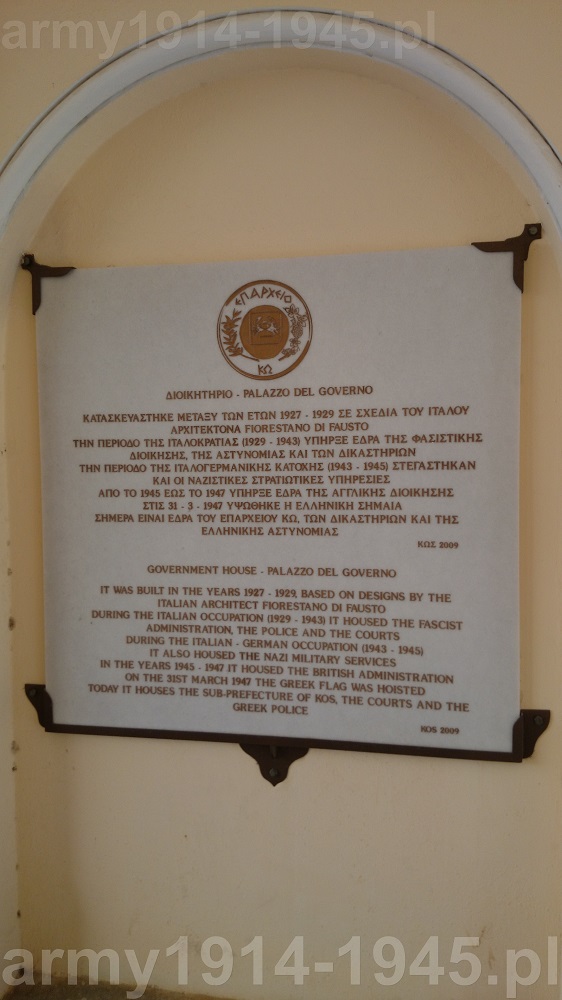 army1914-1945.pl
ΕΠΑΡΧΕΙΟ
ΚΩ
ΔΙΟΙΚΗΤΗΡΙΟ - PALAZZO DEL GOVERNO
ΚΑΤΑΣΚΕΥΑΣΤΗΚΕ ΜΕΤΑΞΥ ΤΩΝ ΕΤΩΝ 1927 - 1929 ΣΕ ΣΧΕΔΙΑ ΤΟΥ ΙΤΑΛΟΥ
ΑΡΧΙΤΕΚΤΟΝΑ FIORESTANO DI FAUSTO
ΤΗΝ ΠΕΡΙΟΔΟ ΤΗΣ ΙΤΑΛΟΚΡΑΤΙΑΣ (1929 - 1943) ΥΠΗΡΞΕ ΕΔΡΑ ΤΗΣ ΦΑΣΙΣΤΙΚΗΣ
ΔΙΟΙΚΗΣΗΣ, ΤΗΣ ΑΣΤΥΝΟΜΙΑΣ ΚΑΙ ΤΩΝ ΔΙΚΑΣΤΗΡΙΩΝ
ΤΗΝ ΠΕΡΙΟΔΟ ΤΗΣ ΙΤΑΛΟΓΕΡΜΑΝΙΚΗΣ ΚΑΤΟΧΗΣ (1943 - 1945) ΣΤΕΓΑΣΤΗΚΑΝ
ΚΑΙ ΟΙ ΝΑΖΙΣΤΙΚΕΣ ΣΤΡΑΤΙΩΤΙΚΕΣ ΥΠΗΡΕΣΙΕΣ
ΑΠΟ ΤΟ 1945 ΕΩΣ ΤΟ 1947 ΥΠΗΡΞΕ ΕΔΡΑ ΤΗΣ ΑΓΓΛΙΚΗΣ ΔΙΟΙΚΗΣΗΣ
ΣΤΙΣ 31 - 3 - 1947 ΥΨΩΘΗΚΕ Η ΕΛΛΗΝΙΚΗ ΣΗΜΑΙΑ
ΣΗΜΕΡΑ ΕΙΝΑΙ ΕΔΡΑ ΤΟΥ ΕΠΑΡΧΕΙΟΥ ΚΩ, ΤΩΝ ΔΙΚΑΣΤΗΡΙΩΝ ΚΑΙ ΤΗΣ
ΕΛΛΗΝΙΚΗΣ ΑΣΤΥΝΟΜΙΑΣ
ΚΩΣ 2009
GOVERNMENT HOUSE - PALAZZO DEL GOVERNO
IT WAS BUILT IN THE YEARS 1927 - 1929, BASED ON DESIGNS BY THE
ITALIAN ARCHITECT FIORESTANO DI FAUSTO
DURING THE ITALIAN OCCUPATION (1929 - 1943) IT HOUSED THE FASCIST
ADMINISTRATION, THE POLICE AND THE COURTS
DURING THE ITALIAN - GERMAN OCCUPATION (1943 - 1945)
IT ALSO HOUSED THE NAZI MILITARY SERVICES
IN THE YEARS 1945 - 1947 IT HOUSED THE BRITISH ADMINISTRATION
ON THE 31ST MARCH 1947 THE GREEK FLAG WAS HOISTED
TODAY IT HOUSES THE SUB-PREFECTURE OF KOS, THE COURTS AND THE
GREEK POLICE
KOS 2009
army1914-1945.pl